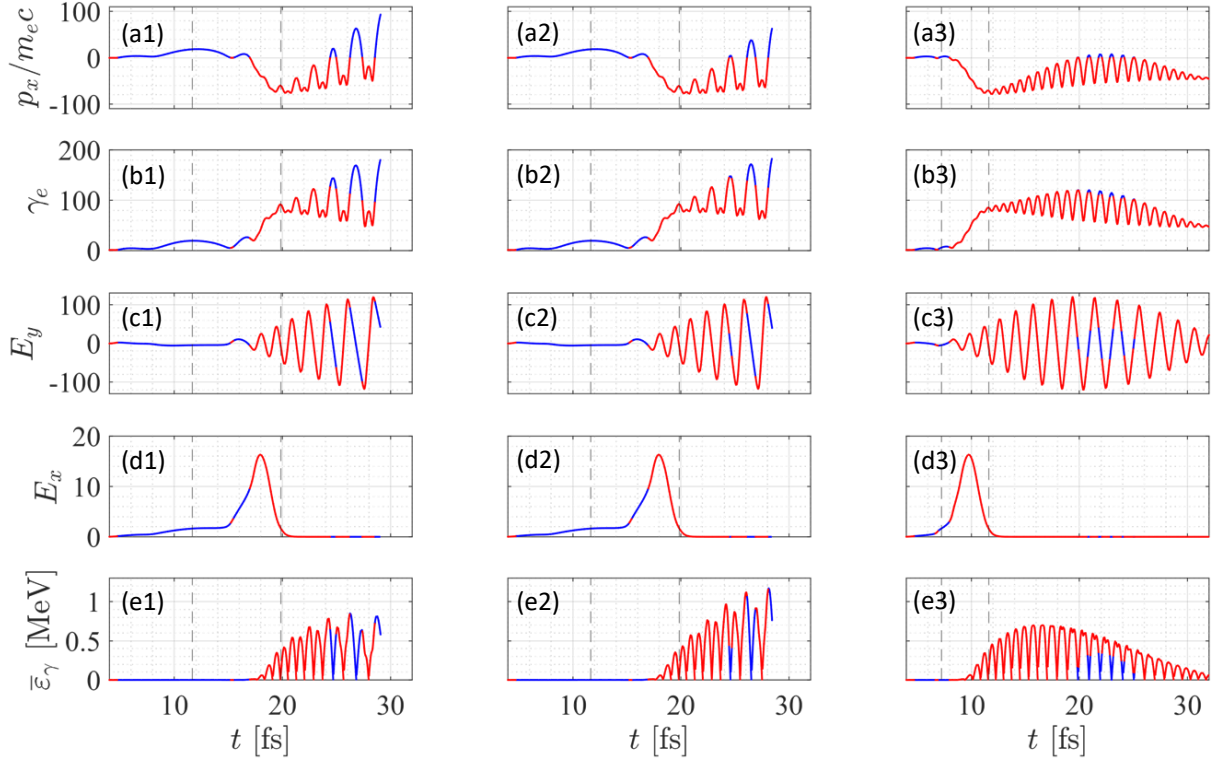 p_x/m_ec
100
0
-100
(a1)
(a2)
(a3)
γ_e
200
100
0
(b1)
(b2)
(b3)
E_y
100
0
-100
(c1)
(c2)
(c3)
E_x
20
10
0
(d1)
(d2)
(d3)
ε̄_γ [MeV]
1
0.5
0
(e1)
(e2)
(e3)
10 20 30
10 20 30
10 20 30
t [fs]
t [fs]
t [fs]